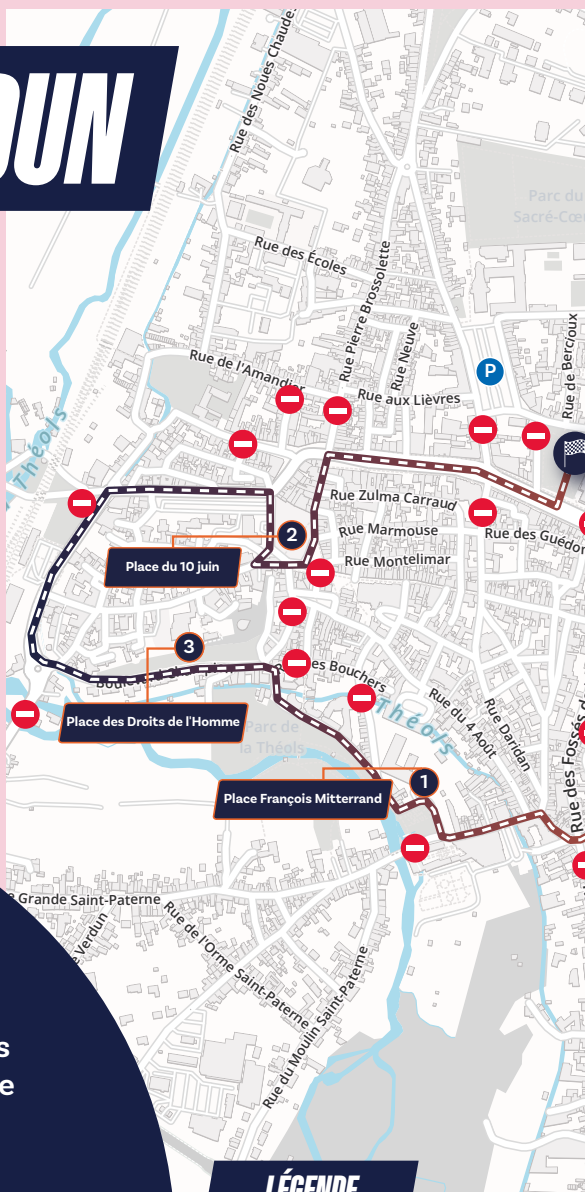 DUN
Rue des Noues Chaudes
Parc du
Sacré-Cœu
Rue des Écoles
Rue Pierre Brossolette
Rue Neuve
Rue de Bercioux
P
Rue de l'Amandier
Rue aux Lièvres
Théols
Rue Zulma Carraud
Rue Marmouse
Rue des Guédon
Rue Montelimar
2
Place du 10 juin
3
Place des Droits de l'Homme
es Bouchers
Théols
Rue du 4 Août
Rue Daridan
Rue des Fossés d
Parc de
la Théols
1
Place François Mitterrand
e Grande Saint-Paterne
e Verdun
Rue de l'Orme Saint-Paterne
Rue du Moulin Saint-Paterne
s
e
LÉGENDE